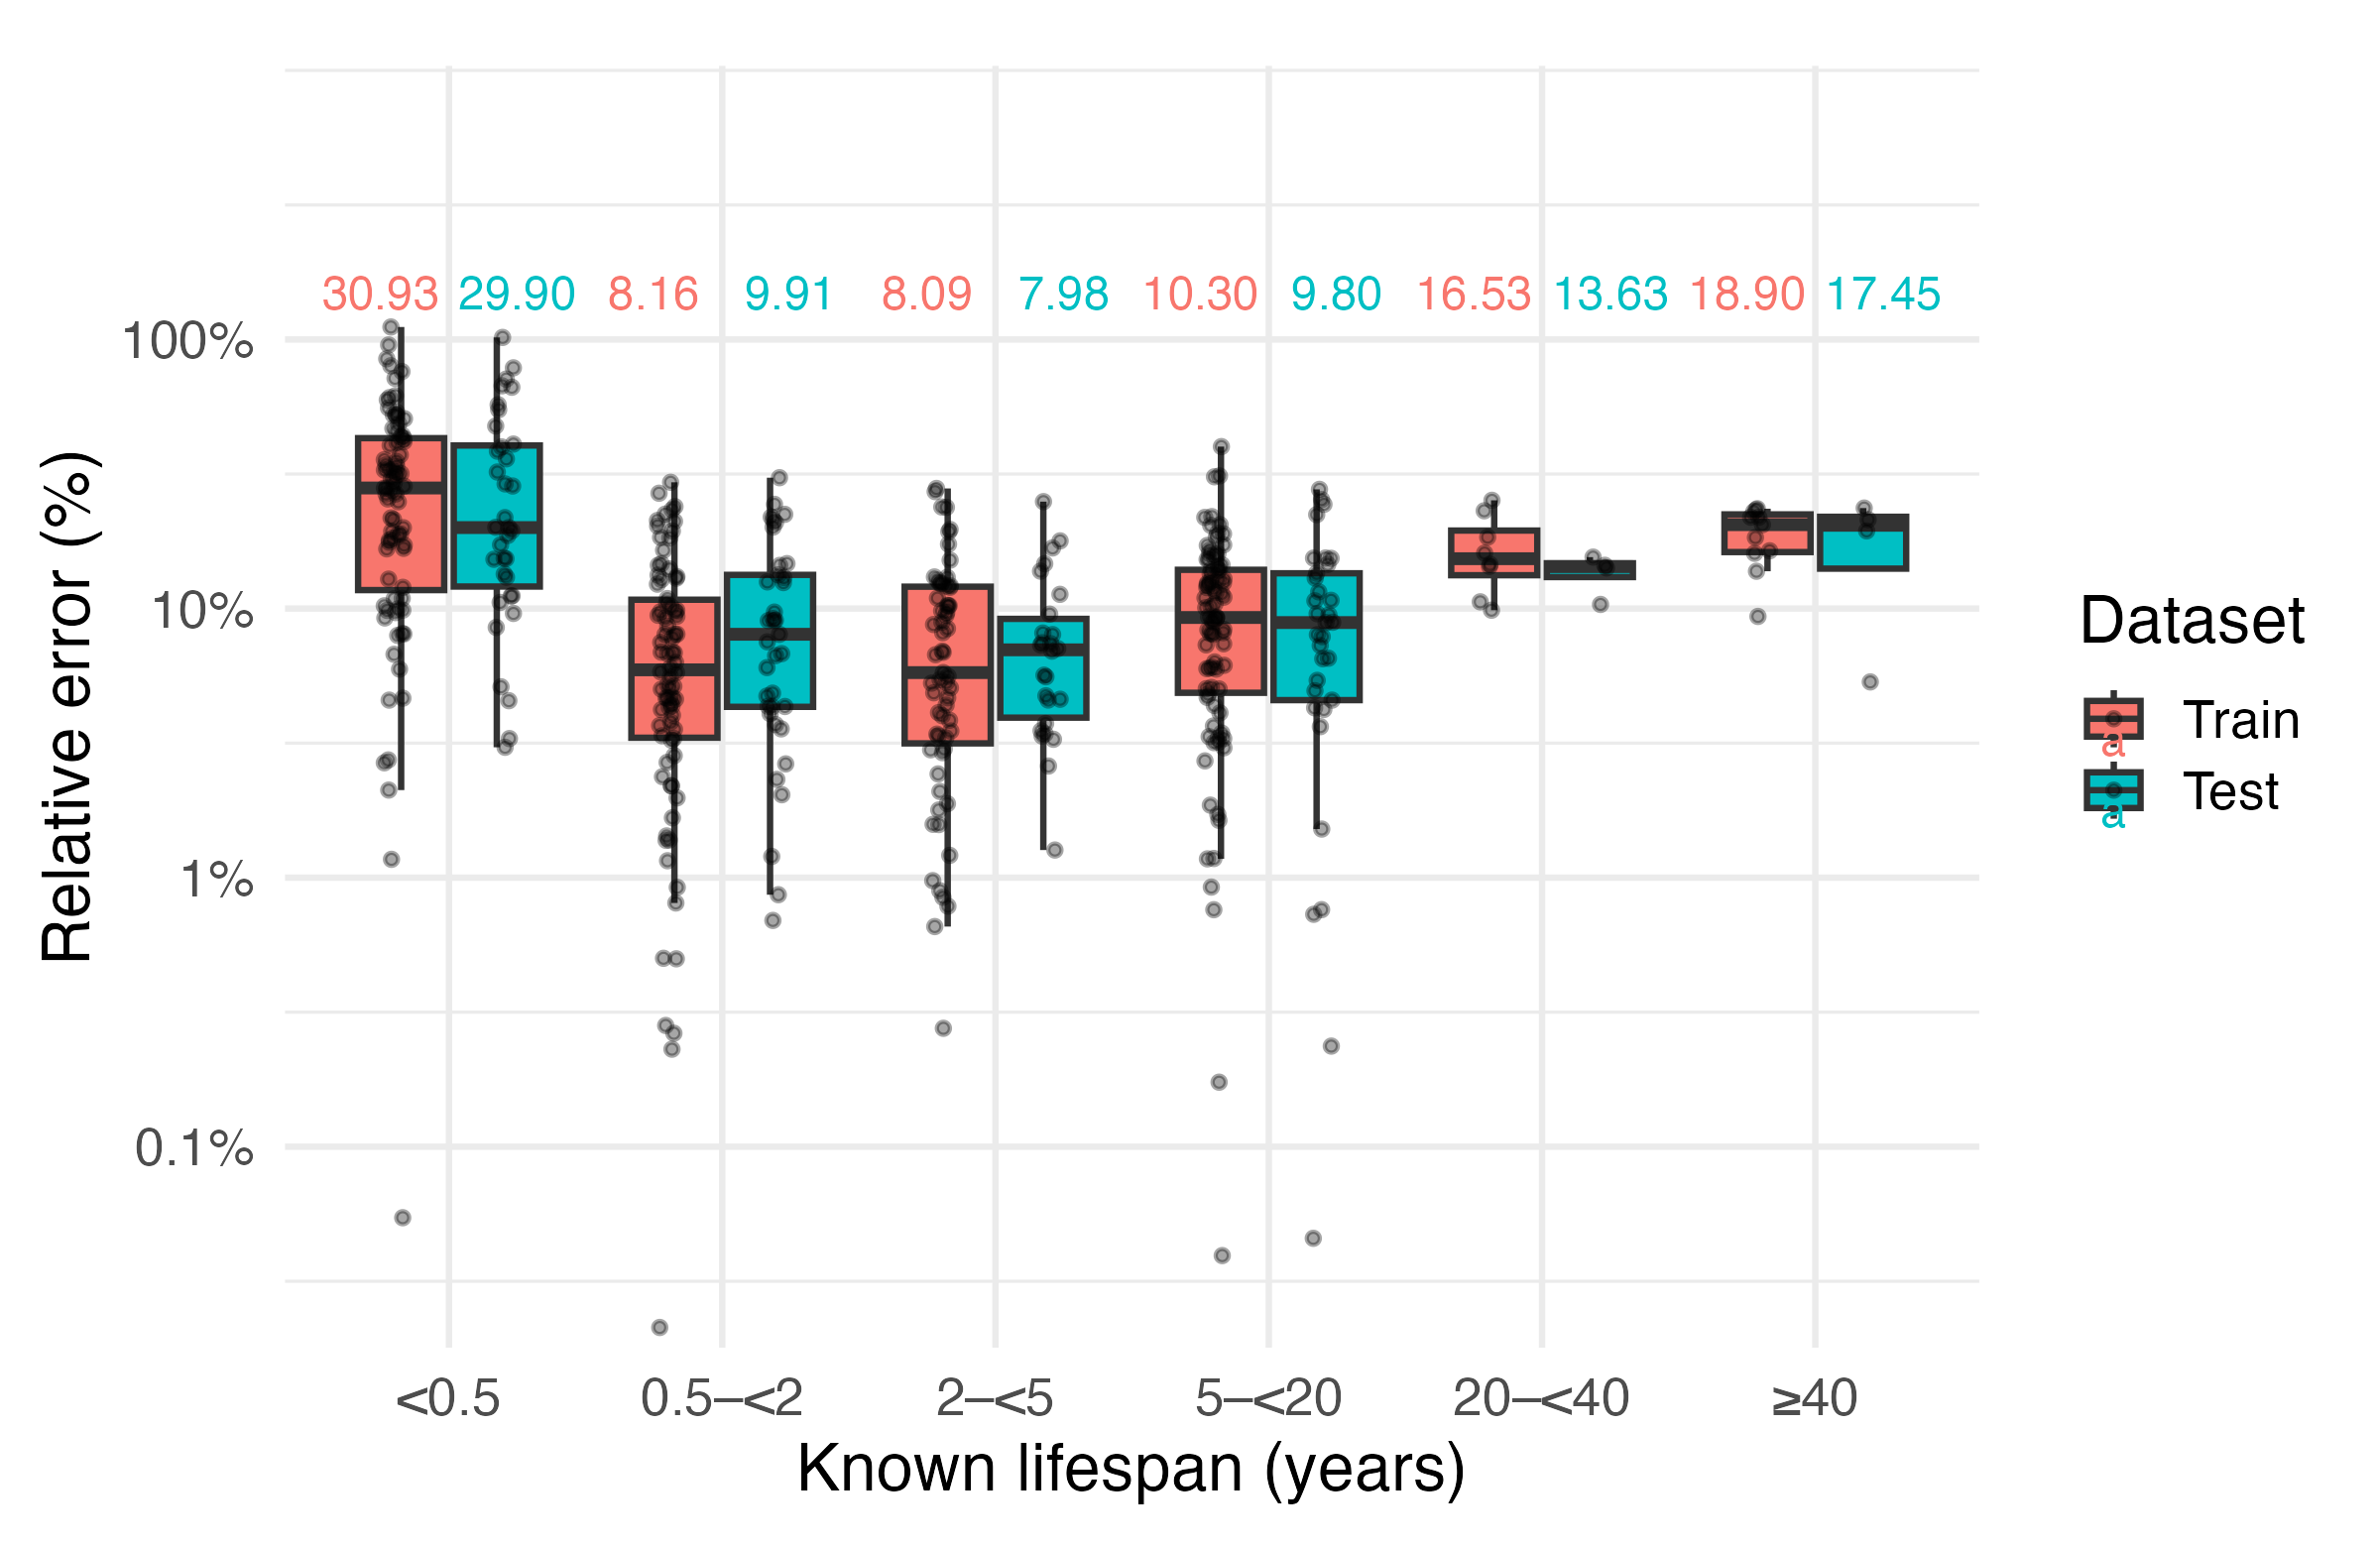 30.93 29.90 8.16 9.91 8.09 7.98 10.30 9.80 16.53 13.63 18.90 17.45
100%
10%
1%
0.1%
Relative error (%)
<0.5 0.5–<2 2–<5 5–<20 20–<40 ≥40
Known lifespan (years)
Dataset
a Train
a Test